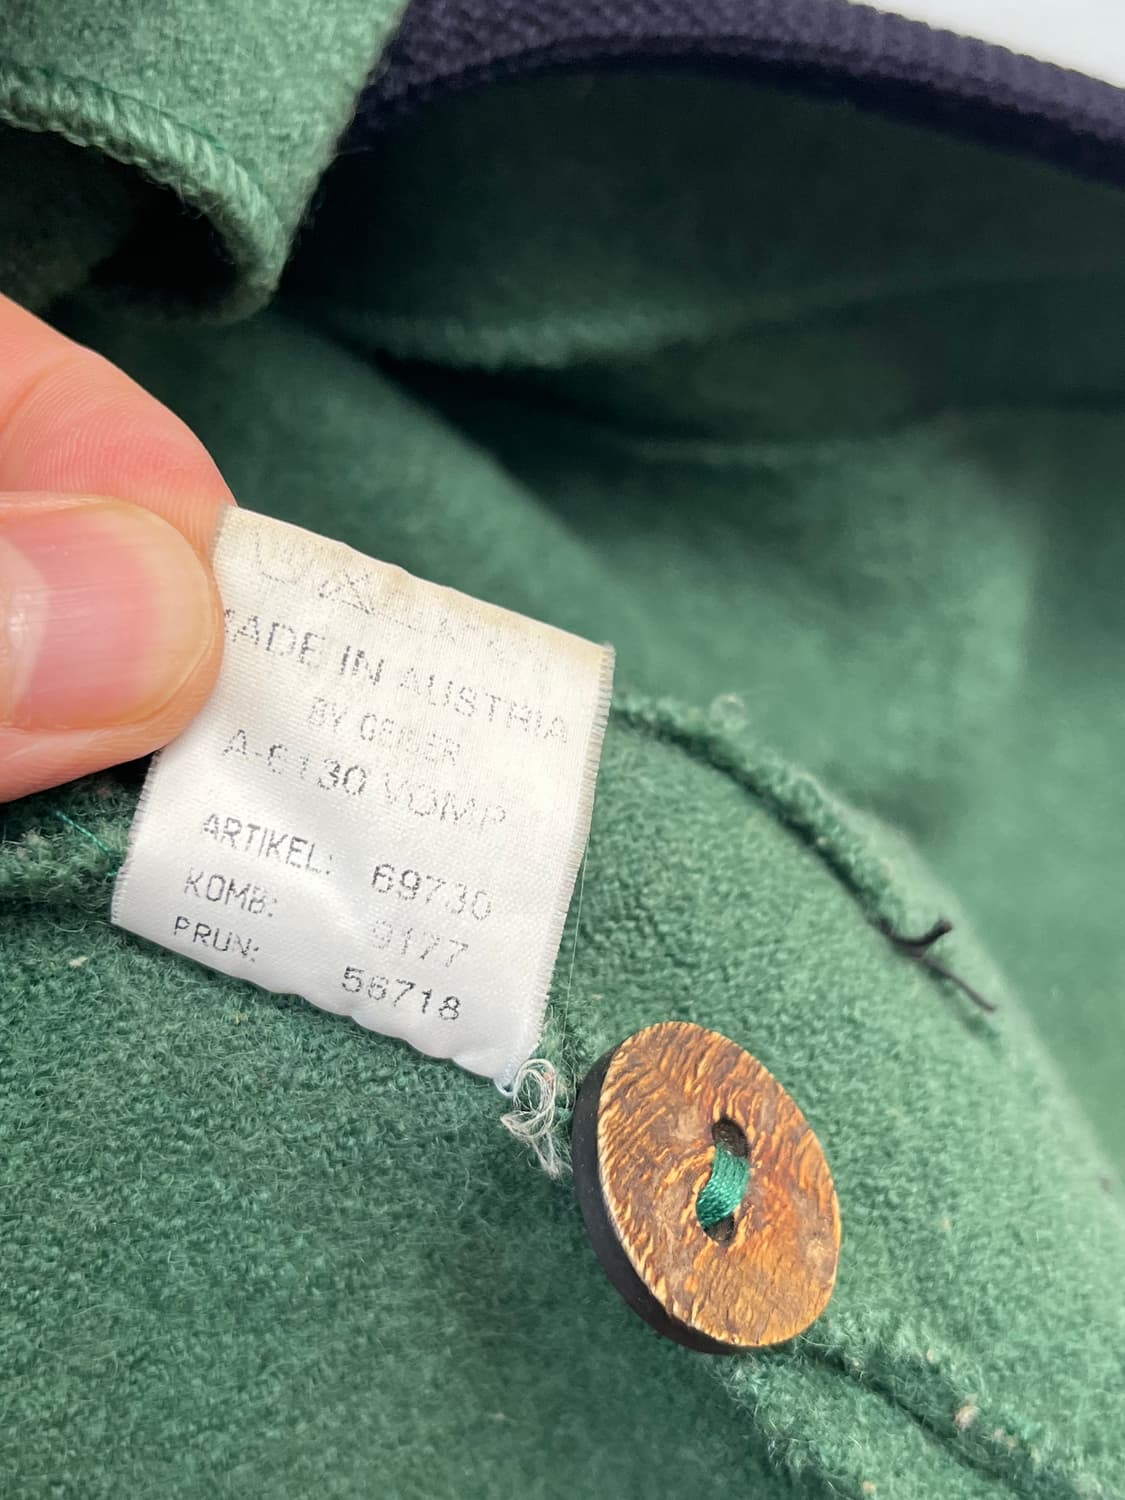 MADE IN AUSTRIA
BY GEIGER
A-6130 VOMP
ARTIKEL: 69730
KOMB: 9177
PRUN: 56718